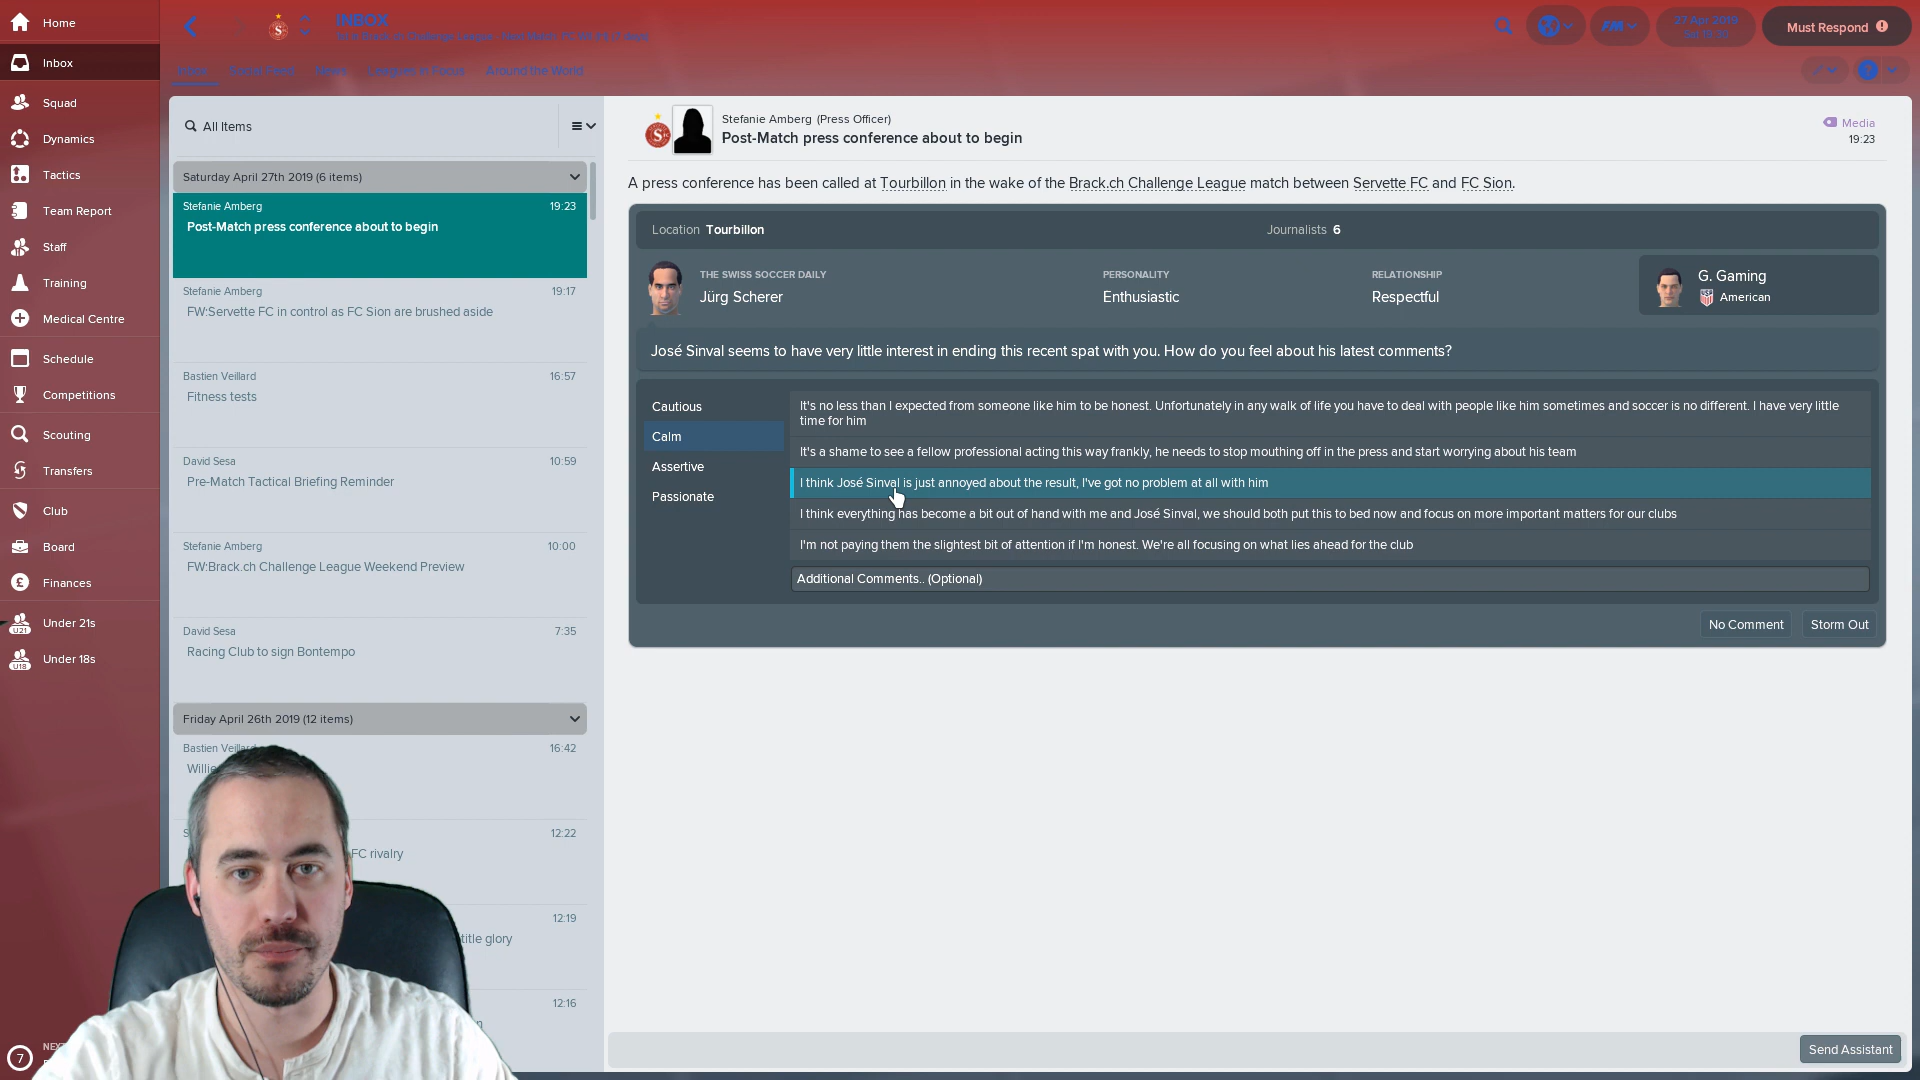 Home
Inbox
Squad
Dynamics
Tactics
Team Report
Staff
Training
Medical Centre
Schedule
Competitions
Scouting
Transfers
Club
Board
Finances
Under 21s
Under 18s
U21
U18
7
INBOX
Around the World
FM
27 Apr 2019
Must Respond
All Items
Saturday April 27th 2019 (6 items)
Stefanie Amberg 19:23
Post-Match press conference about to begin
Stefanie Amberg 19:17
FW:Servette FC in control as FC Sion are brushed aside
Bastien Veillard 16:57
Fitness tests
David Sesa 10:59
Pre-Match Tactical Briefing Reminder
Stefanie Amberg 10:00
FW:Brack.ch Challenge League Weekend Preview
David Sesa 7:35
Racing Club to sign Bontempo
Friday April 26th 2019 (12 items)
Bastien 16:42
12:22
FC rivalry
12:19
title glory
12:16
Stefanie Amberg (Press Officer)
Post-Match press conference about to begin
Media
19:23
A press conference has been called at Tourbillon in the wake of the Brack.ch Challenge League match between Servette FC and FC Sion.
Location Tourbillon
Journalists 6
THE SWISS SOCCER DAILY
Jürg Scherer
PERSONALITY
Enthusiastic
RELATIONSHIP
Respectful
G. Gaming
American
José Sinval seems to have very little interest in ending this recent spat with you. How do you feel about his latest comments?
Cautious
Calm
Assertive
Passionate
It's no less than I expected from someone like him to be honest. Unfortunately in any walk of life you have to deal with people like him sometimes and soccer is no different. I have very little
time for him
It's a shame to see a fellow professional acting this way frankly, he needs to stop mouthing off in the press and start worrying about his team
I think José Sinval is just annoyed about the result, I've got no problem at all with him
I think everything has become a bit out of hand with me and José Sinval, we should both put this to bed now and focus on more important matters for our clubs
I'm not paying them the slightest bit of attention if I'm honest. We're all focusing on what lies ahead for the club
Additional Comments.. (Optional)
No Comment
Storm Out
Send Assistant